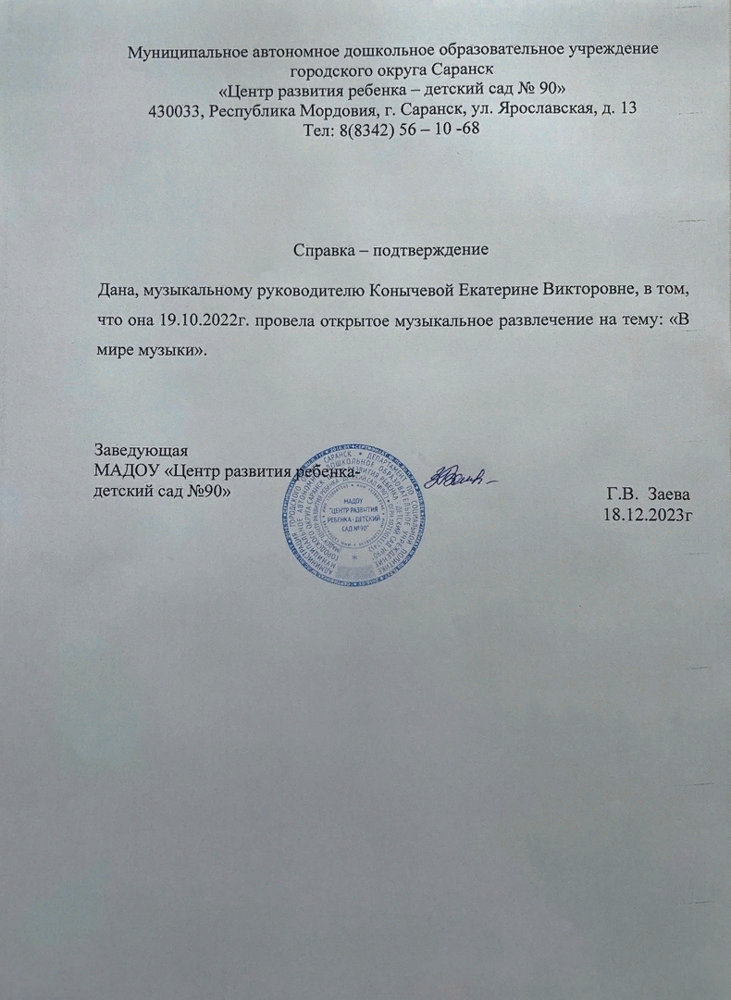 Муниципальное автономное дошкольное образовательное учреждение
городского округа Саранск
«Центр развития ребенка – детский сад № 90»
430033, Республика Мордовия, г. Саранск, ул. Ярославская, д. 13
Тел: 8(8342) 56 – 10 -68
Справка – подтверждение
Дана, музыкальному руководителю Конычевой Екатерине Викторовне, в том,
что она 19.10.2022г. провела открытое музыкальное развлечение на тему: «В
мире музыки».
Заведующая
МАДОУ «Центр развития ребенка-
детский сад №90»
МАДОУ
"ЦЕНТР РАЗВИТИЯ
РЕБЕНКА - ДЕТСКИЙ
САД №90"
Г.В. Заева
18.12.2023г